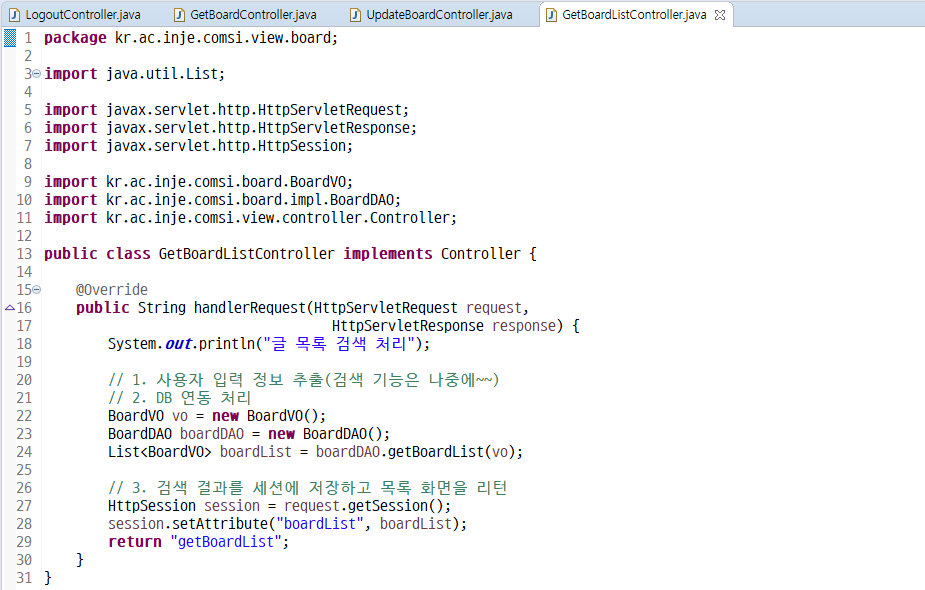 LogoutController.java GetBoardController.java UpdateBoardController.java GetBoardListController.java
1 package kr.ac.inje.comsi.view.board;
2
3 import java.util.List;
4
5 import javax.servlet.http.HttpServletRequest;
6 import javax.servlet.http.HttpServletResponse;
7 import javax.servlet.http.HttpSession;
8
9 import kr.ac.inje.comsi.board.BoardVO;
10 import kr.ac.inje.comsi.board.impl.BoardDAO;
11 import kr.ac.inje.comsi.view.controller.Controller;
12
13 public class GetBoardListController implements Controller {
14
15 @Override
16 public String handlerRequest(HttpServletRequest request,
17 HttpServletResponse response) {
18 System.out.println("글 목록 검색 처리");
19
20 // 1. 사용자 입력 정보 추출(검색 기능은 나중에~~)
21 // 2. DB 연동 처리
22 BoardVO vo = new BoardVO();
23 BoardDAO boardDAO = new BoardDAO();
24 List<BoardVO> boardList = boardDAO.getBoardList(vo);
25
26 // 3. 검색 결과를 세션에 저장하고 목록 화면을 리턴
27 HttpSession session = request.getSession();
28 session.setAttribute("boardList", boardList);
29 return "getBoardList";
30 }
31 }